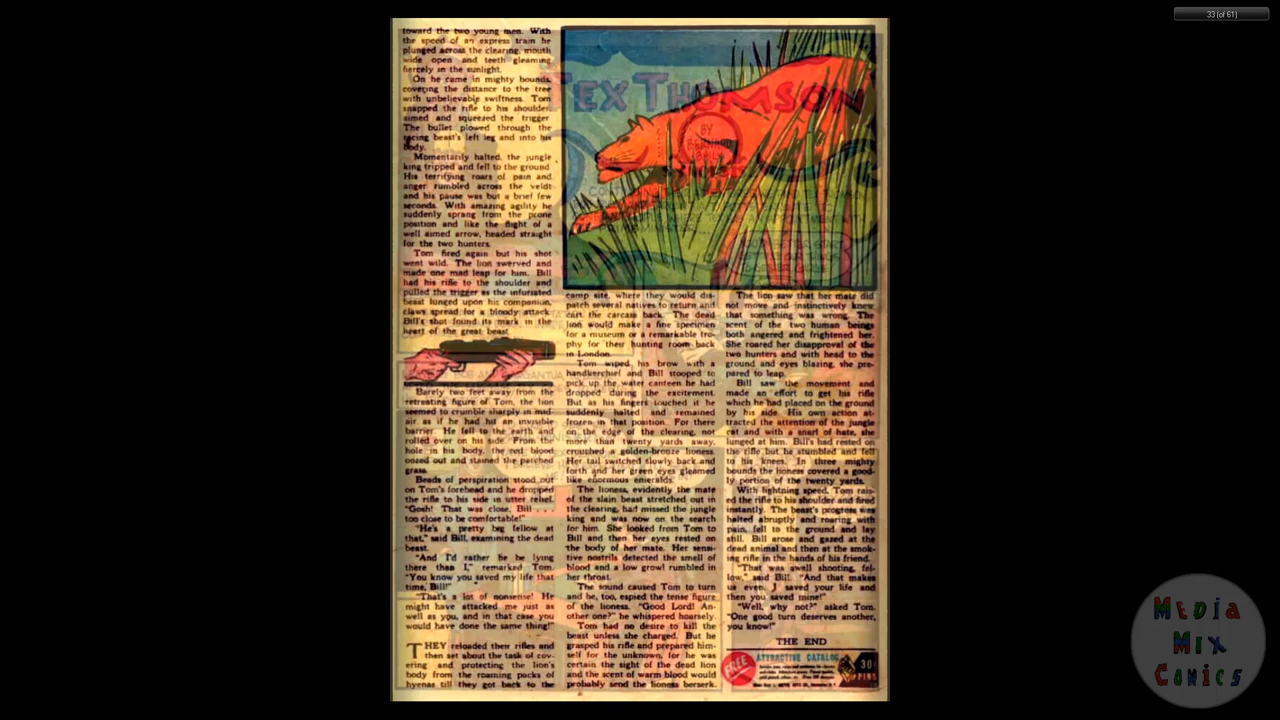 33 (of 61)
toward the two young men. With
the speed of an express train he
plunged across the clearing, mouth
wide open and teeth gleaming
fiercely in the sunlight.
On he came in mighty bounds,
covering the distance to the tree
with unbelievable swiftness. Tom
snapped the rifle to his shoulder
aimed and squeezed the trigger
The bullet plowed through the
racing beast's left leg and into his
body.
Momentarily halted, the jungle
king tripped and fell to the ground
His terrifying roars of pain and
anger rumbled across the veldt
and his pause was but a brief few
seconds. With amazing agility he
suddenly sprang from the prone
position and like the flight of a
well aimed arrow, headed straight
for the two hunters.
Tom fired again but his shot
went wild. The lion swerved and
made one mad leap for him. Bill
had his rifle to the shoulder and
pulled the trigger as the infuriated
beast lunged upon his companion,
claws spread for a bloody attack.
Bill's shot found its mark in the
heart of the great beast.
Barely two feet away from the
retreating figure of Tom, the lion
seemed to crumble sharply in mid-
air as if he had hit an invisible
barrier. He fell to the earth and
rolled over on his side. From the
hole in his body, the red blood
oozed out and stained the parched
grass.
Beads of perspiration stood out
on Tom's forehead and he dropped
the rifle to his side in utter relief.
"Gosh! That was close, Bill . . .
too close to be comfortable!"
"He's a pretty big fellow at
that," said Bill, examining the dead
beast.
"And I'd rather he be lying
there than I," remarked Tom.
"You know you saved my life that
time, Bill!"
"That's a lot of nonsense! He
might have attacked me just as
well as you, and in that case you
would have done the same thing!"
THEY reloaded their rifles and
then set about the task of cov-
ering and protecting the lion's
body from the roaming packs of
hyenas till they got back to the
TEX THOMSON
BY
BERNARD
camp site, where they would dis-
patch several natives to return and
cart the carcass back. The dead
lion would make a fine specimen
for a museum or a remarkable tro-
phy for their hunting room back
in London.
Tom wiped his brow with a
handkerchief and Bill stooped to
pick up the water canteen he had
dropped during the excitement.
But as his fingers touched it he
suddenly halted and remained
frozen in that position. For there
on the edge of the clearing, not
more than twenty yards away,
crouched a golden-bronze lioness.
Her tail switched slowly back and
forth and her green eyes gleamed
like enormous emeralds.
The lioness, evidently the mate
of the slain beast stretched out in
the clearing, had missed the jungle
king and was now on the search
for him. She looked from Tom to
Bill and then her eyes rested on
the body of her mate. Her sensi-
tive nostrils detected the smell of
blood and a low growl rumbled in
her throat.
The sound caused Tom to turn
and he, too, espied the tense figure
of the lioness. "Good Lord! An-
other one?" he whispered hoarsely.
Tom had no desire to kill the
beast unless she charged. But he
grasped his rifle and prepared him-
self for the unknown, for he was
certain the sight of the dead lion
and the scent of warm blood would
probably send the lioness berserk.
The lion saw that her mate did
not move and instinctively knew
that something was wrong. The
scent of the two human beings
both angered and frightened her.
She roared her disapproval of the
two hunters and with head to the
ground and eyes blazing, she pre-
pared to leap.
Bill saw the movement and
made an effort to get his rifle
which he had placed on the ground
by his side. His own action at-
tracted the attention of the jungle
cat and with a snarl of hate, she
lunged at him. Bill's had rested on
the rifle but he stumbled and fell
to his knees. In three mighty
bounds the lioness covered a good-
ly portion of the twenty yards.
With lightning speed, Tom rais-
ed the rifle to his shoulder and fired
instantly. The beast's progress was
halted abruptly and roaring with
pain, fell to the ground and lay
still. Bill arose and gazed at the
dead animal and then at the smok-
ing rifle in the hands of his friend.
"That was swell shooting, fel-
low," said Bill. "And that makes
us even. I saved your life and
then you saved mine!"
"Well, why not?" asked Tom.
"One good turn deserves another,
you know!"
THE END
FREE
ATTRACTIVE CATALOG
30¢
PINS
MEDIA
MIX
COMICS